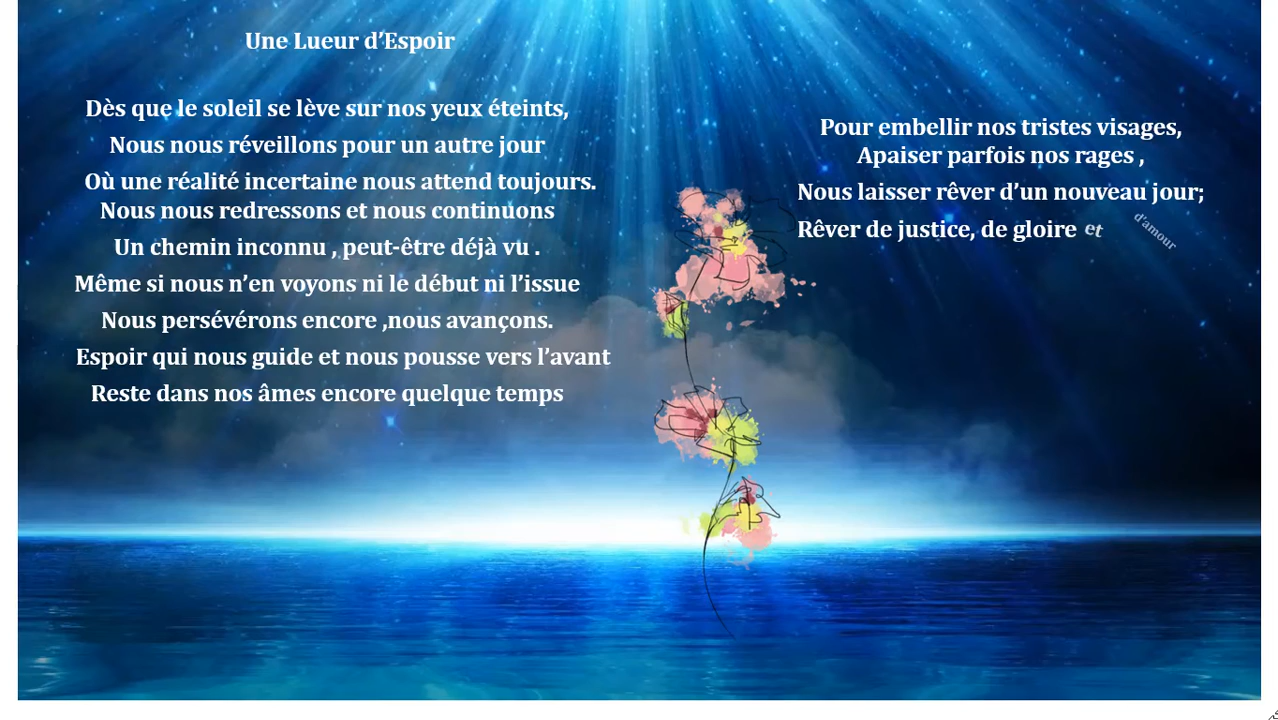 Une Lueur d’Espoir
Dès que le soleil se lève sur nos yeux éteints,
Nous nous réveillons pour un autre jour
Où une réalité incertaine nous attend toujours.
Nous nous redressons et nous continuons
Un chemin inconnu , peut-être déjà vu .
Même si nous n’en voyons ni le début ni l’issue
Nous persévérons encore ,nous avançons.
Espoir qui nous guide et nous pousse vers l’avant
Reste dans nos âmes encore quelque temps
Pour embellir nos tristes visages,
Apaiser parfois nos rages ,
Nous laisser rêver d’un nouveau jour;
Rêver de justice, de gloire et d’amour